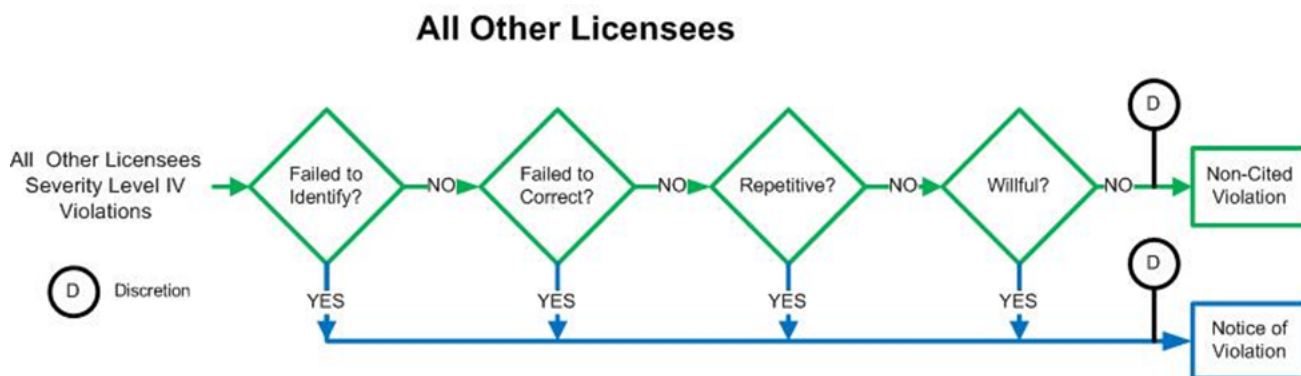 All Other Licensees
All Other Licensees
Severity Level IV
Violations
Failed to
Identify?
NO
Failed to
Correct?
NO
Repetitive?
NO
Willful?
NO
D
Non-Cited
Violation
D
Discretion
YES
YES
YES
YES
D
Notice of
Violation